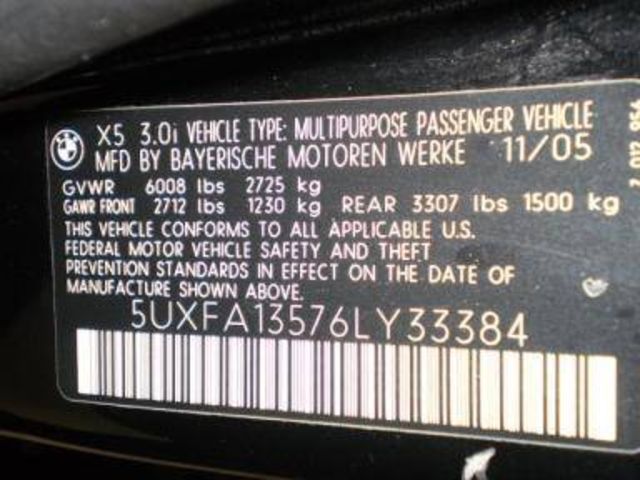 X5 3.0i VEHICLE TYPE: MULTIPURPOSE PASSENGER VEHICLE
MFD BY BAYERISCHE MOTOREN WERKE 11/05
GVWR 6008 lbs 2725 kg
GAWR FRONT 2712 lbs 1230 kg REAR 3307 lbs 1500 kg
THIS VEHICLE CONFORMS TO ALL APPLICABLE U.S.
FEDERAL MOTOR VEHICLE SAFETY AND THEFT
PREVENTION STANDARDS IN EFFECT ON THE DATE OF
MANUFACTURE SHOWN ABOVE.
5UXFA13576LY33384